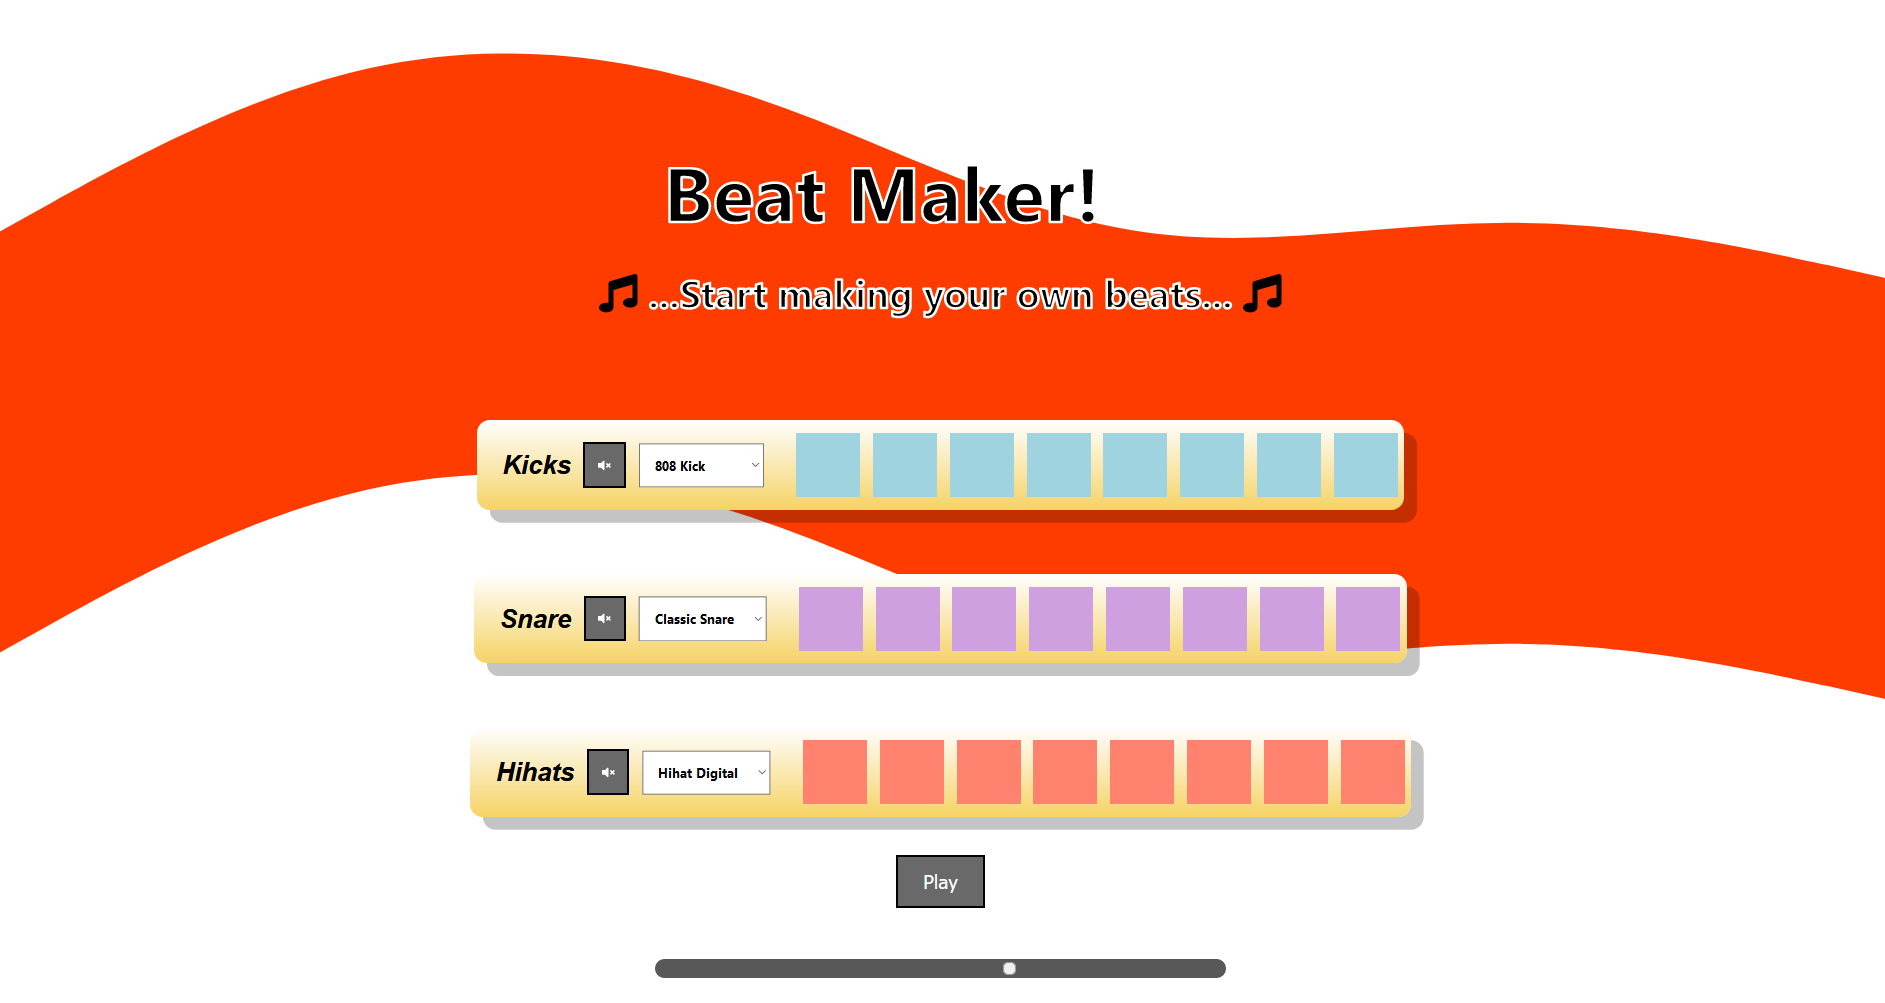 Beat Maker!
...Start making your own beats...
Kicks 808 Kick
Snare Classic Snare
Hihats Hihat Digital
Play